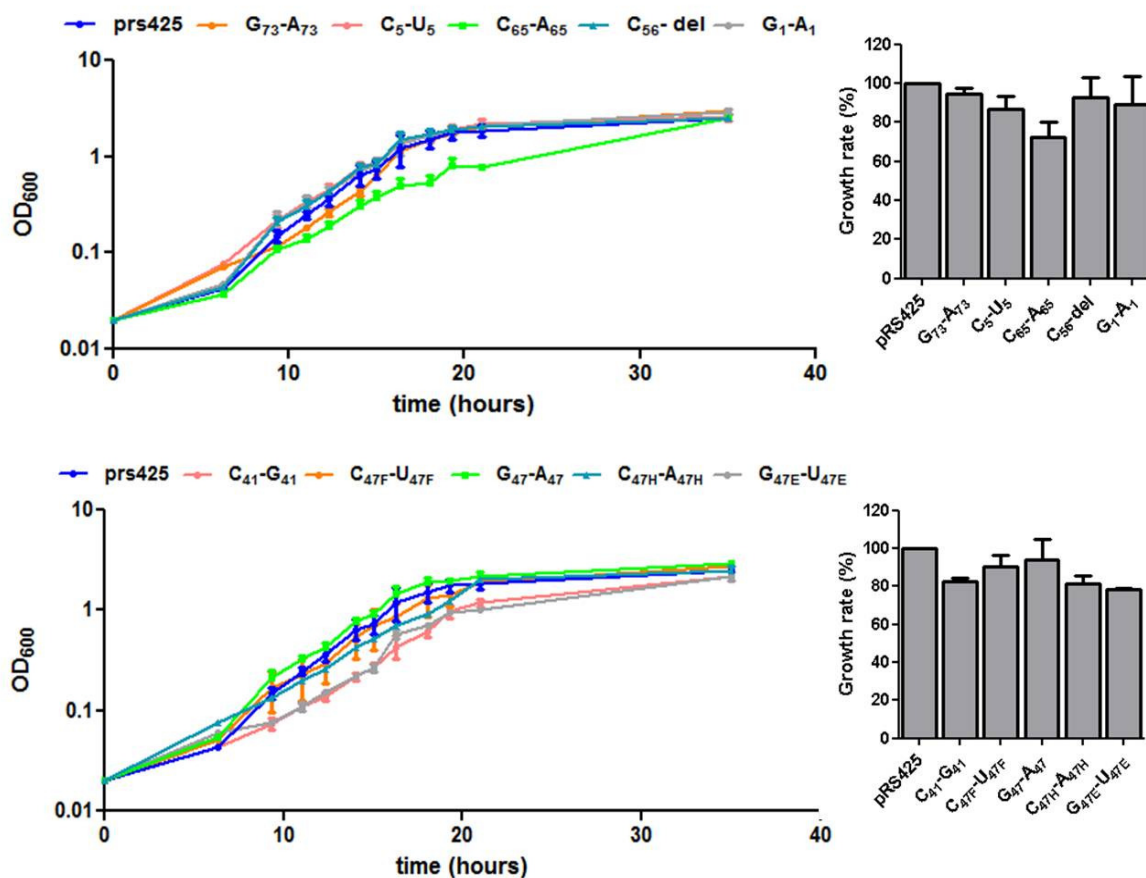 prs425 G73-A73 C5-U5 C65-A65 C56- del G1-A1
10
1
0.1
0.01
OD600
0 10 20 30 40
time (hours)
120
100
80
60
40
20
0
Growth rate (%)
pRS425 G73-A73 C5-U5 C65-A65 C56-del G1-A1
prs425 C41-G41 C47F-U47F G47-A47 C47H-A47H G47E-U47E
10
1
0.1
0.01
OD600
0 10 20 30 40
time (hours)
120
100
80
60
40
20
0
Growth rate (%)
pRS425 C41-G41 C47F-U47F G47-A47 C47H-A47H G47E-U47E